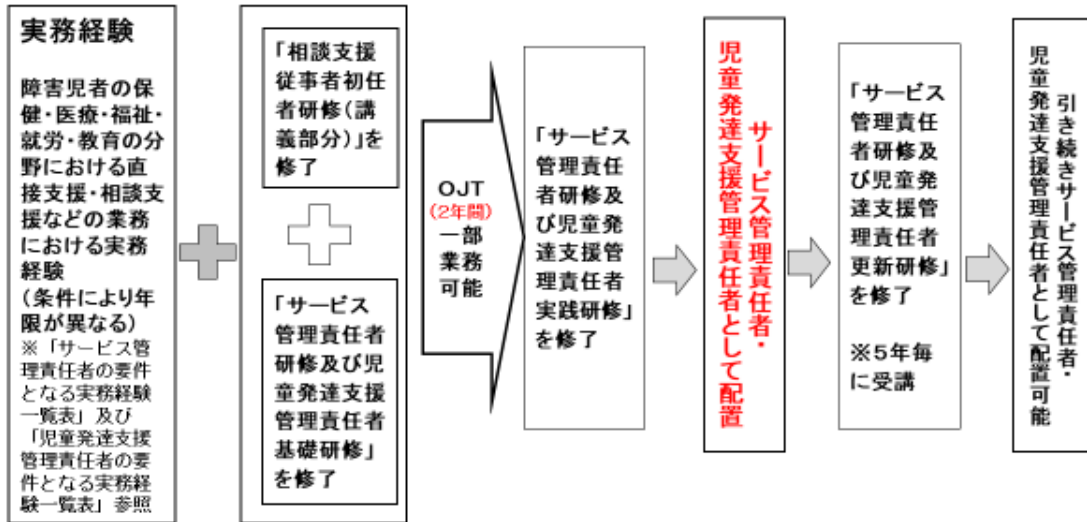 実務経験
障害児者の保
健・医療・福祉・
就労・教育の分
野における直
接支援・相談支
援などの業務
における実務
経験
(条件により年
限が異なる)
※「サービス管
理責任者の要件
となる実務経験
一覧表」及び
「児童発達支援
管理責任者の要
件となる実務経
験一覧表」参照
「相談支援
従事者初任
者研修(講
義部分)」を
修了
「サービス
管理責任者
研修及び児
童発達支援
管理責任者
基礎研修」
を修了
OJT
(2年間)
一部
業務
可能
「サービス
管理責任
者研修及
び児童発
達支援管
理責任者
実践研修」
を修了
サービス管理責任者・
児童発達支援管理責任者として配置
「サービス
管理責任
者研修及
び児童発
達支援管
理責任者
更新研修」
を修了
※5年毎
に受講
引き続きサービス管理責任者・
児童発達支援管理責任者として配置可能